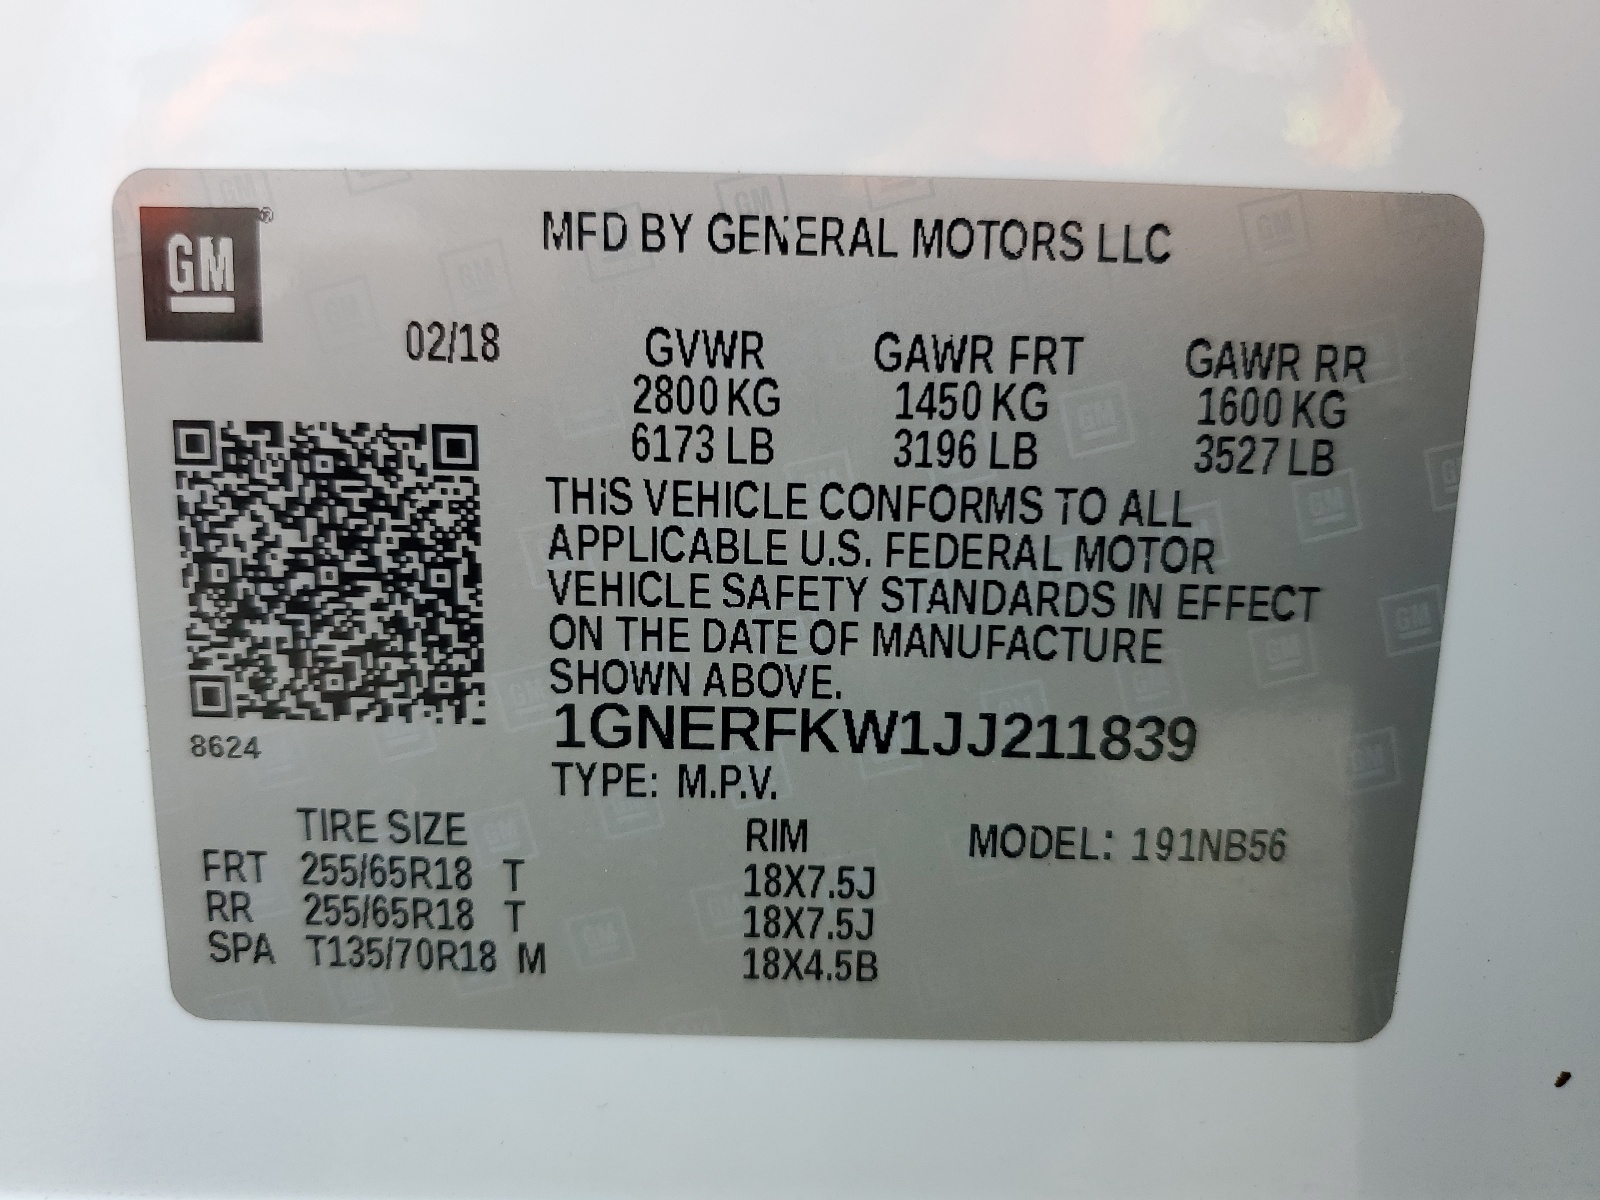 GM ®
MFD BY GENERAL MOTORS LLC
02/18
GVWR GAWR FRT GAWR RR
2800 KG 1450 KG 1600 KG
6173 LB 3196 LB 3527 LB
THIS VEHICLE CONFORMS TO ALL
APPLICABLE U.S. FEDERAL MOTOR
VEHICLE SAFETY STANDARDS IN EFFECT
ON THE DATE OF MANUFACTURE
SHOWN ABOVE.
8624
1GNERFKW1JJ211839
TYPE: M.P.V.
TIRE SIZE RIM MODEL: 191NB56
FRT 255/65R18 T 18X7.5J
RR 255/65R18 T 18X7.5J
SPA T135/70R18 M 18X4.5B